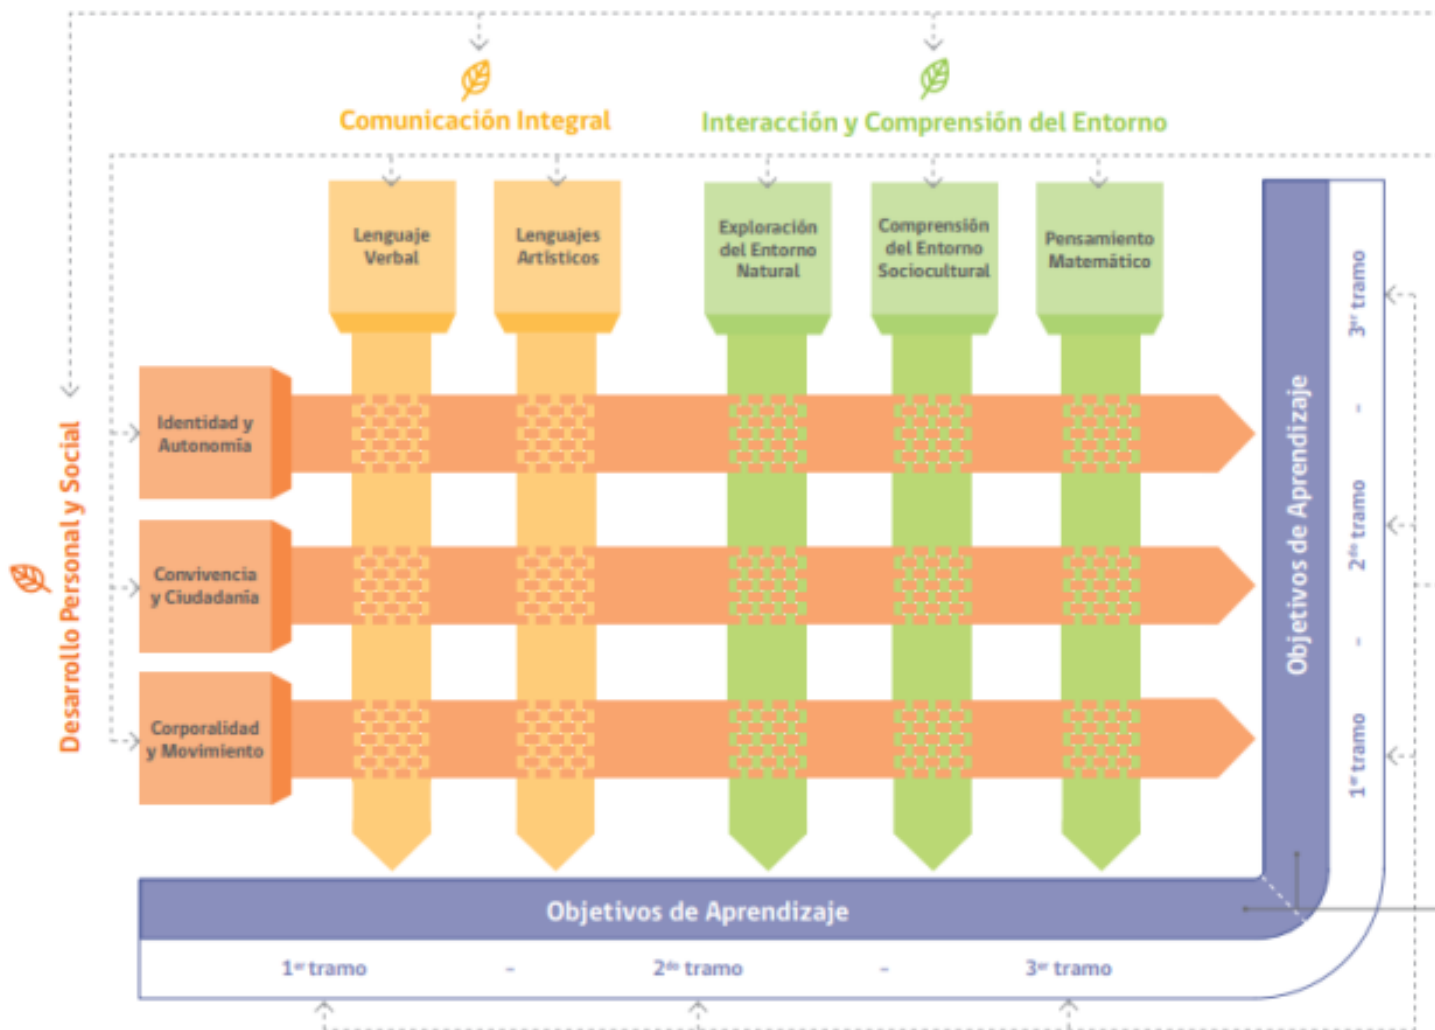 Comunicación Integral
Interacción y Comprensión del Entorno
Lenguaje
Verbal
Lenguajes
Artísticos
Exploración
del Entorno
Natural
Comprensión
del Entorno
Sociocultural
Pensamiento
Matemático
Desarrollo Personal y Social
Identidad y
Autonomía
Convivencia
y Ciudadanía
Corporalidad
y Movimiento
Objetivos de Aprendizaje
1er tramo - 2do tramo - 3er tramo
Objetivos de Aprendizaje
1er tramo - 2do tramo - 3er tramo